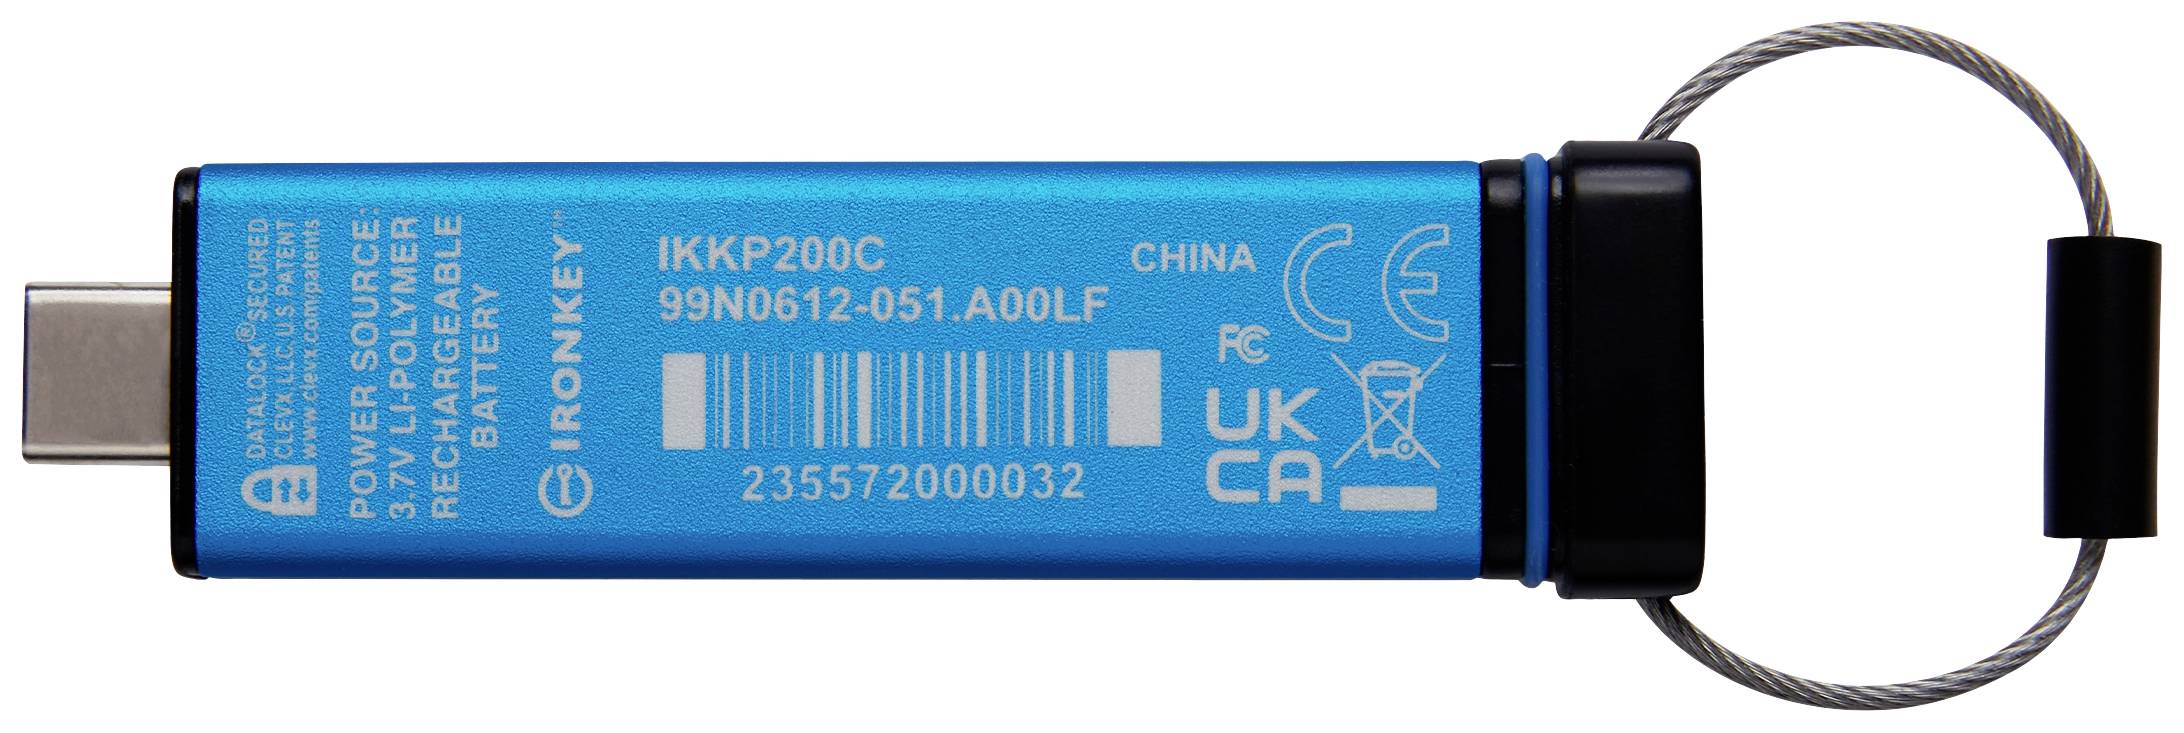 DATALOCK® SECURED
CLEVX, LLC. U.S. PATENT
www.clevx.com/patents
POWER SOURCE:
3.7V LI-POLYMER
RECHARGEABLE
BATTERY
IRONKEY™
IKKP200C
99N0612-051.A00LF
235572000032
CHINA
CE
FC
UK
CA